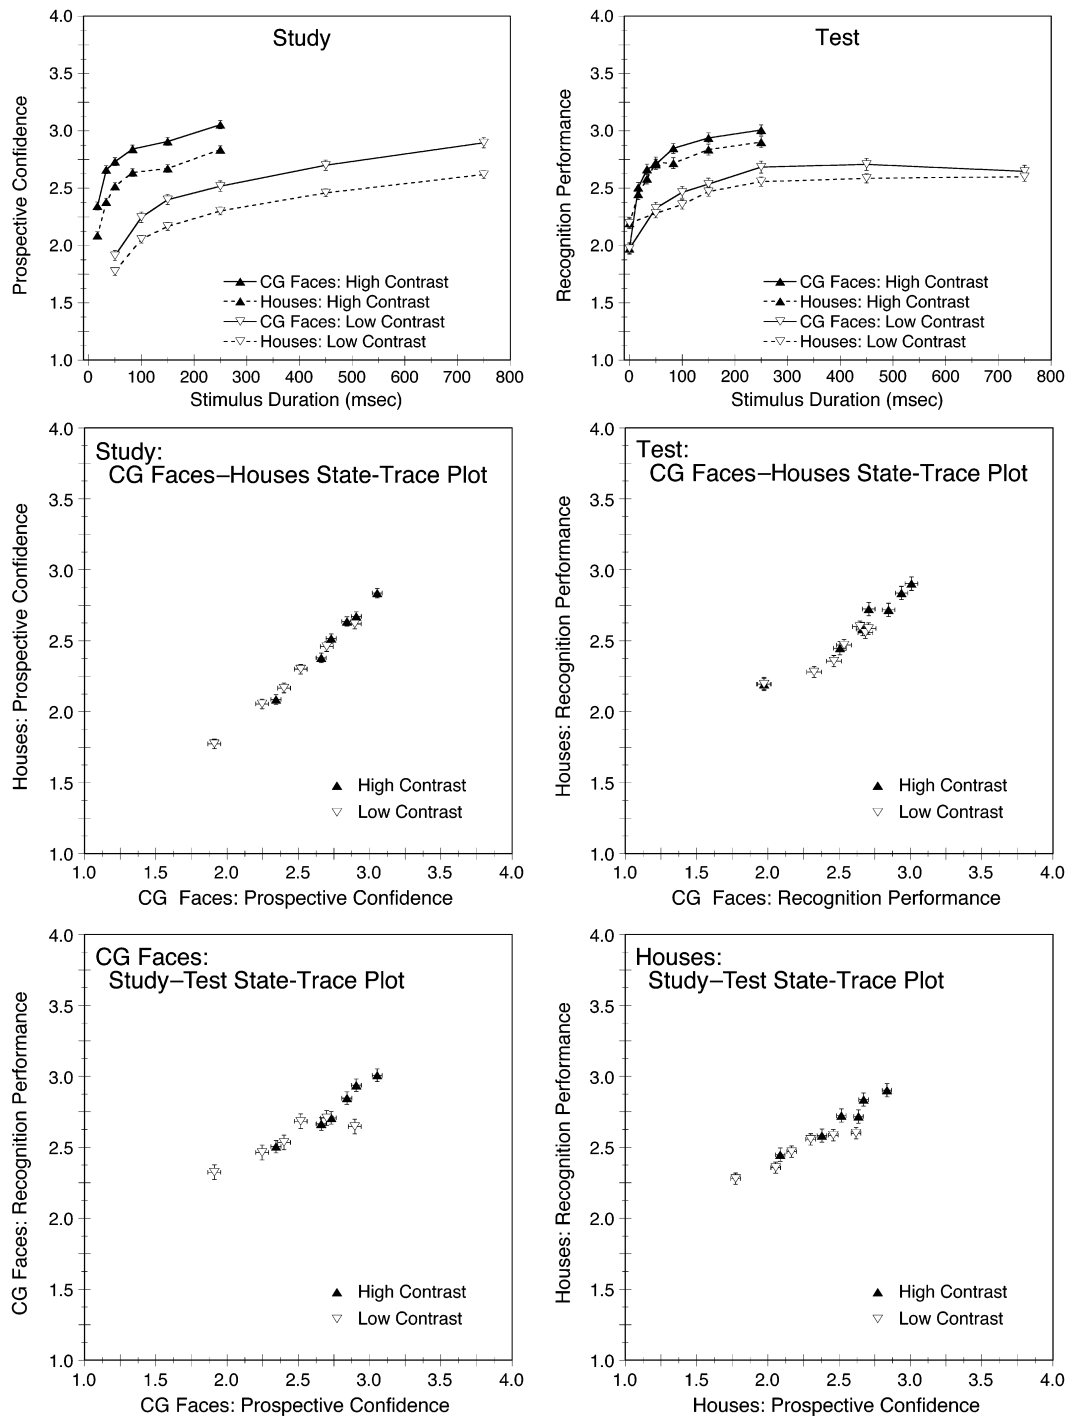 Study
Prospective Confidence
4.0
3.5
3.0
2.5
2.0
1.5
1.0
CG Faces: High Contrast
Houses: High Contrast
CG Faces: Low Contrast
Houses: Low Contrast
0 100 200 300 400 500 600 700 800
Stimulus Duration (msec)
Test
Recognition Performance
4.0
3.5
3.0
2.5
2.0
1.5
1.0
CG Faces: High Contrast
Houses: High Contrast
CG Faces: Low Contrast
Houses: Low Contrast
0 100 200 300 400 500 600 700 800
Stimulus Duration (msec)
Study:
CG Faces–Houses State-Trace Plot
Houses: Prospective Confidence
4.0
3.5
3.0
2.5
2.0
1.5
1.0
High Contrast
Low Contrast
1.0 1.5 2.0 2.5 3.0 3.5 4.0
CG Faces: Prospective Confidence
Test:
CG Faces–Houses State-Trace Plot
Houses: Recognition Performance
4.0
3.5
3.0
2.5
2.0
1.5
1.0
High Contrast
Low Contrast
1.0 1.5 2.0 2.5 3.0 3.5 4.0
CG Faces: Recognition Performance
CG Faces:
Study–Test State-Trace Plot
CG Faces: Recognition Performance
4.0
3.5
3.0
2.5
2.0
1.5
1.0
High Contrast
Low Contrast
1.0 1.5 2.0 2.5 3.0 3.5 4.0
CG Faces: Prospective Confidence
Houses:
Study–Test State-Trace Plot
Houses: Recognition Performance
4.0
3.5
3.0
2.5
2.0
1.5
1.0
High Contrast
Low Contrast
1.0 1.5 2.0 2.5 3.0 3.5 4.0
Houses: Prospective Confidence